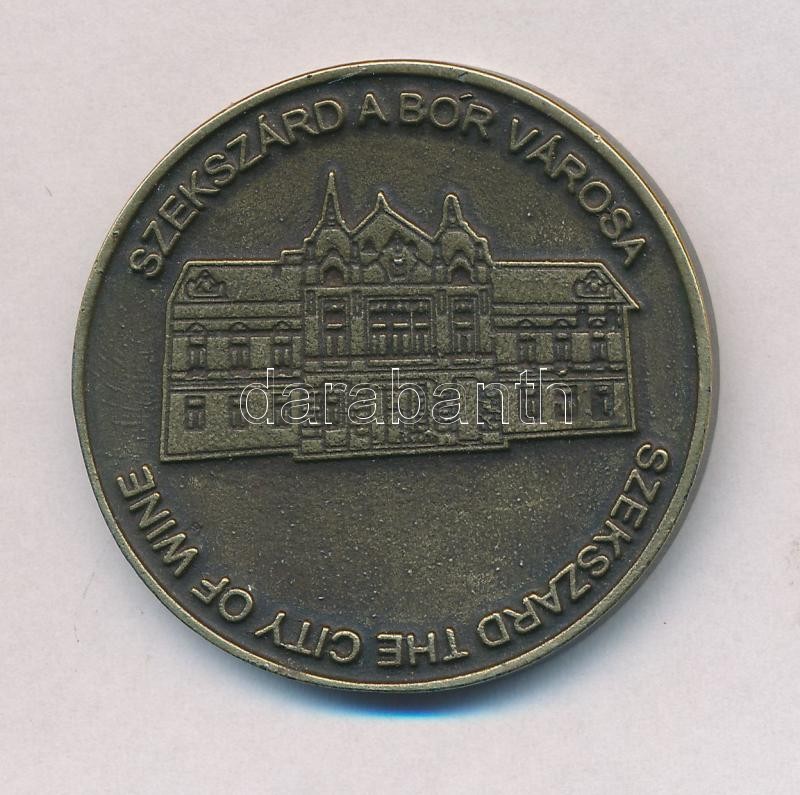 SZEKSZÁRD A BOR VÁROSA
SZEKSZARD THE CITY OF WINE
darabanth